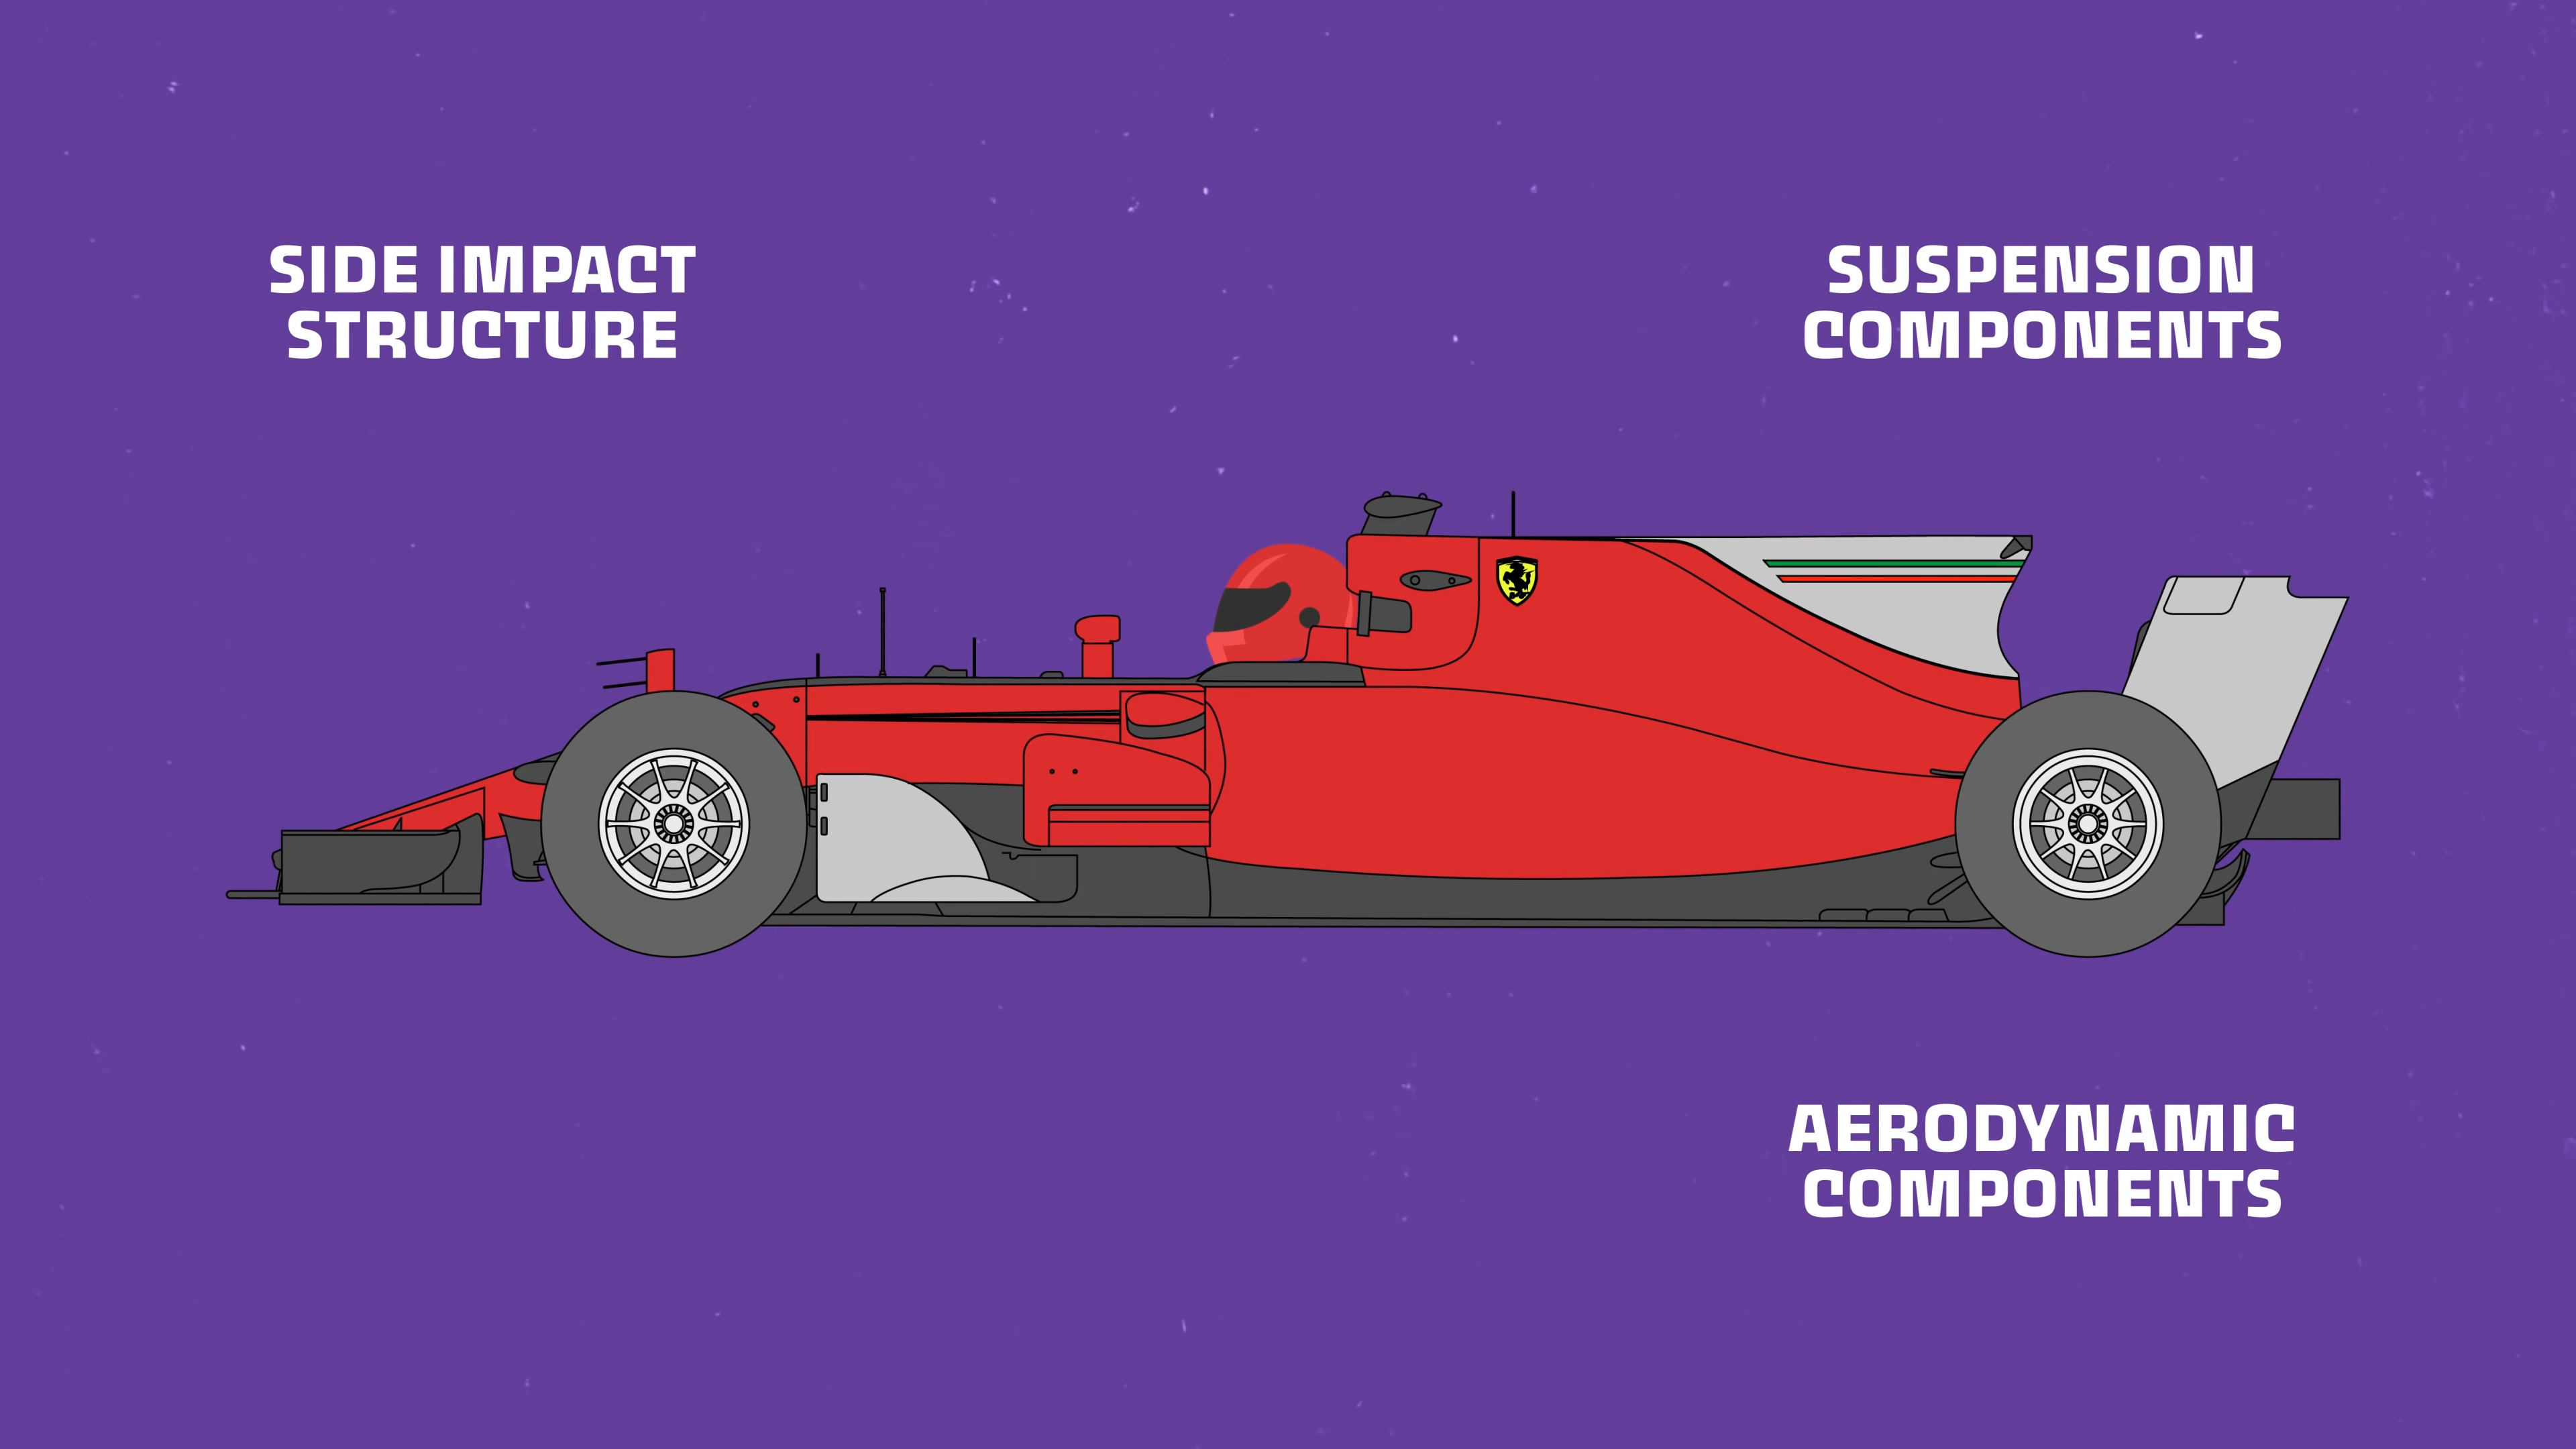 SIDE IMPACT
STRUCTURE
SUSPENSION
COMPONENTS
AERODYNAMIC
COMPONENTS